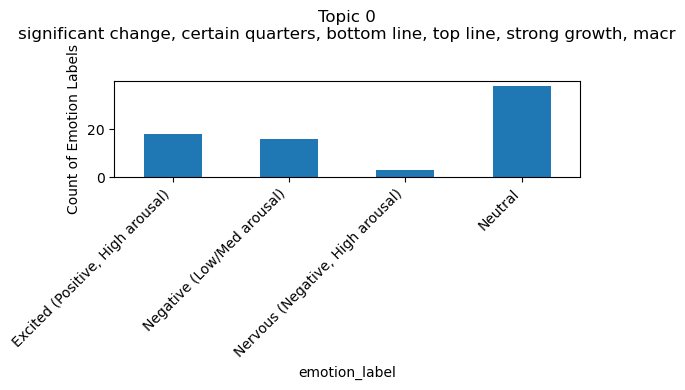 Topic 0
significant change, certain quarters, bottom line, top line, strong growth, macr
Count of Emotion Labels
20
0
Excited (Positive, High arousal)
Negative (Low/Med arousal)
Nervous (Negative, High arousal)
Neutral
emotion_label